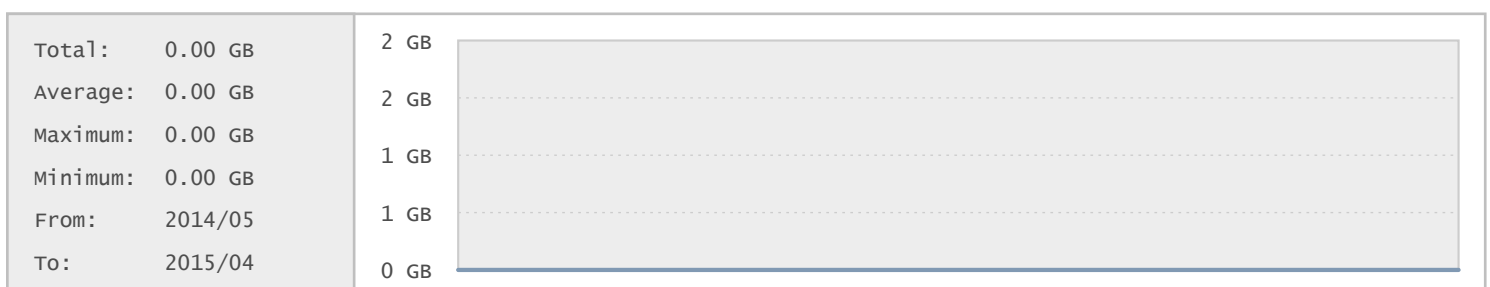 Total: 0.00 GB
Average: 0.00 GB
Maximum: 0.00 GB
Minimum: 0.00 GB
From: 2014/05
To: 2015/04
2 GB
2 GB
1 GB
1 GB
0 GB